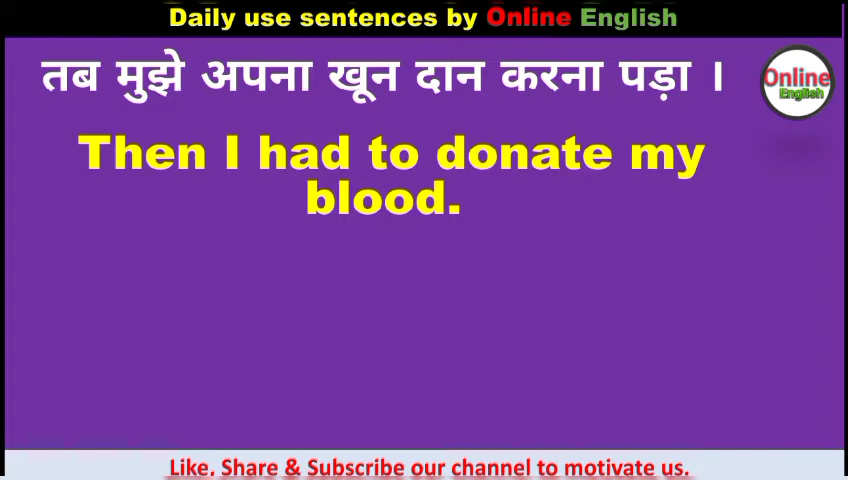 Daily use sentences by Online English
तब मुझे अपना खून दान करना पड़ा ।
Online
English
Then I had to donate my
blood.
Like, Share & Subscribe our channel to motivate us.